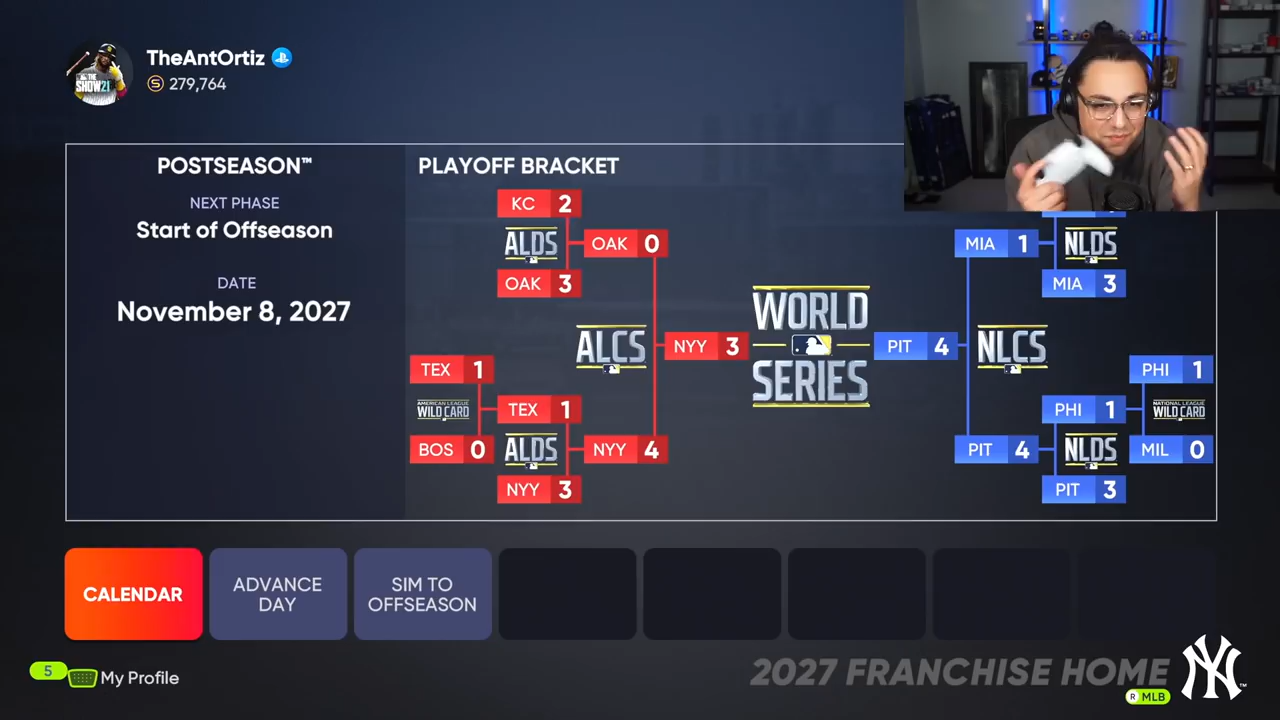 TheAntOrtiz
THE SHOW 21
S 279,764
POSTSEASON™
NEXT PHASE
Start of Offseason
DATE
November 8, 2027
PLAYOFF BRACKET
KC 2
ALDS
OAK 0
OAK 3
ALCS
NYY 3
TEX 1
AMERICAN LEAGUE
WILD CARD
TEX 1
BOS 0
ALDS
NYY 4
NYY 3
WORLD
SERIES
MIA 1
NLDS
MIA 3
PIT 4
NLCS
PHI 1
PHI 1
NATIONAL LEAGUE
WILD CARD
PIT 4
NLDS
MIL 0
PIT 3
CALENDAR
ADVANCE
DAY
SIM TO
OFFSEASON
5 My Profile
2027 FRANCHISE HOME
NY™
R MLB